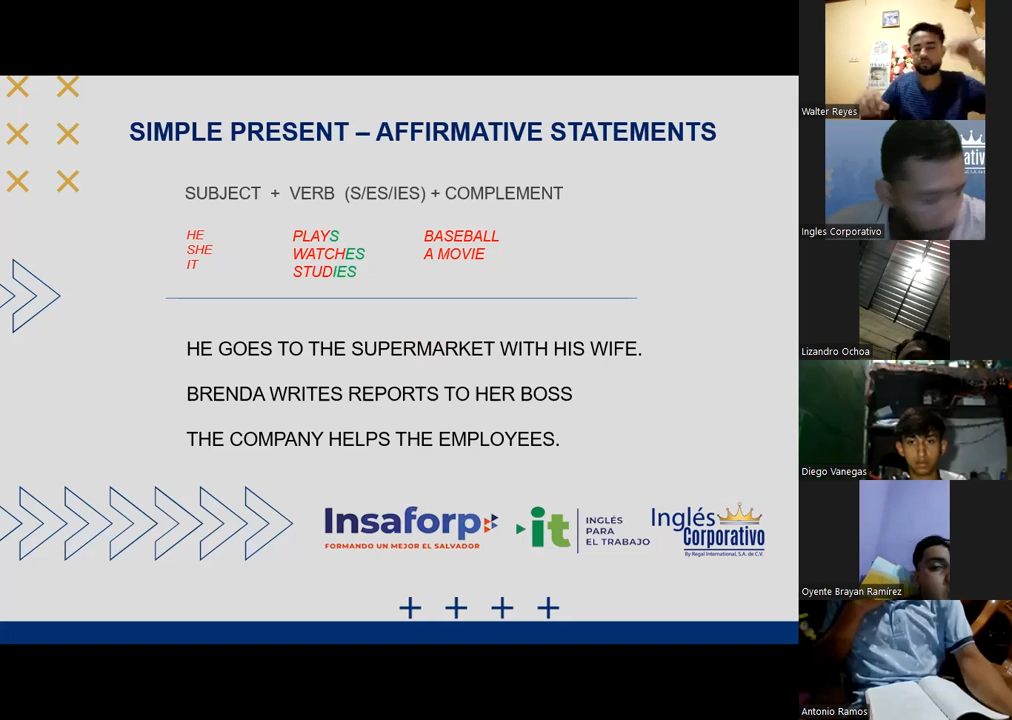 SIMPLE PRESENT – AFFIRMATIVE STATEMENTS
SUBJECT + VERB (S/ES/IES) + COMPLEMENT
HE PLAYS BASEBALL
SHE WATCHES A MOVIE
IT STUDIES
HE GOES TO THE SUPERMARKET WITH HIS WIFE.
BRENDA WRITES REPORTS TO HER BOSS
THE COMPANY HELPS THE EMPLOYEES.
Insaforp
FORMANDO UN MEJOR EL SALVADOR
it
INGLÉS
PARA
EL TRABAJO
Inglés
Corporativo
By Regal International, S.A. de C.V.
Walter Reyes
Ingles Corporativo
Lizandro Ochoa
Diego Vanegas
Oyente Brayan Ramírez
Antonio Ramos